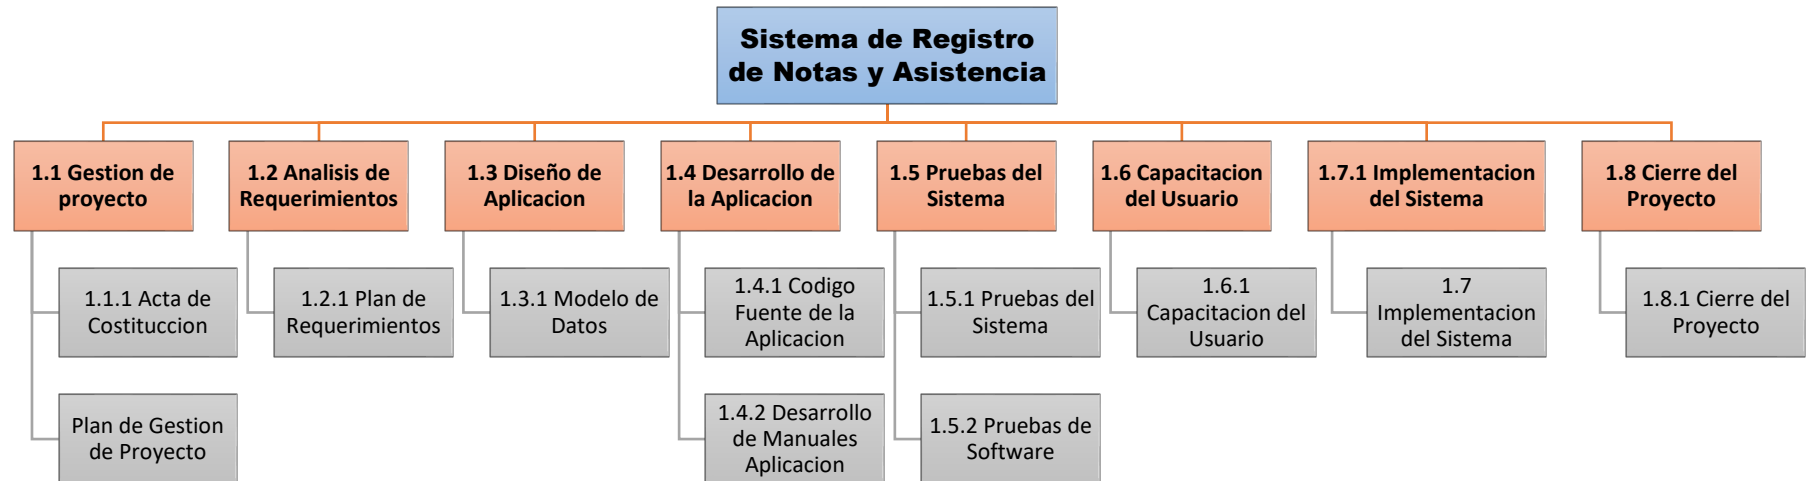 Sistema de Registro
de Notas y Asistencia
1.1 Gestion de
proyecto
1.2 Analisis de
Requerimientos
1.3 Diseño de
Aplicacion
1.4 Desarrollo de
la Aplicacion
1.5 Pruebas del
Sistema
1.6 Capacitacion
del Usuario
1.7.1 Implementacion
del Sistema
1.8 Cierre del
Proyecto
1.1.1 Acta de
Costituccion
1.2.1 Plan de
Requerimientos
1.3.1 Modelo de
Datos
1.4.1 Codigo
Fuente de la
Aplicacion
1.5.1 Pruebas del
Sistema
1.6.1
Capacitacion del
Usuario
1.7
Implementacion
del Sistema
1.8.1 Cierre del
Proyecto
Plan de Gestion
de Proyecto
1.4.2 Desarrollo
de Manuales
Aplicacion
1.5.2 Pruebas de
Software